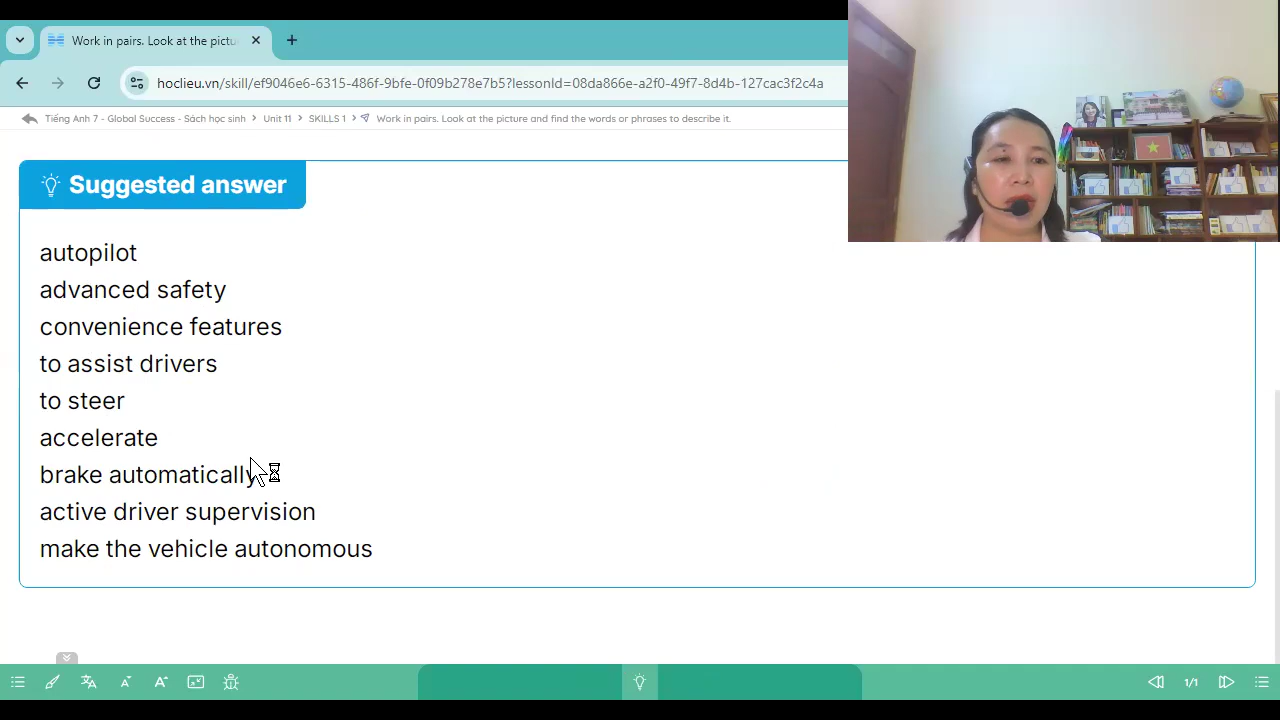 Work in pairs. Look at the pictu
hoclieu.vn/skill/ef9046e6-6315-486f-9bfe-0f09b278e7b5?lessonId=08da866e-a2f0-49f7-8d4b-127cac3f2c4a
Tiếng Anh 7 - Global Success - Sách học sinh > Unit 11 > SKILLS 1 > Work in pairs. Look at the picture and find the words or phrases to describe it.
Suggested answer
autopilot
advanced safety
convenience features
to assist drivers
to steer
accelerate
brake automatically
active driver supervision
make the vehicle autonomous
1/1